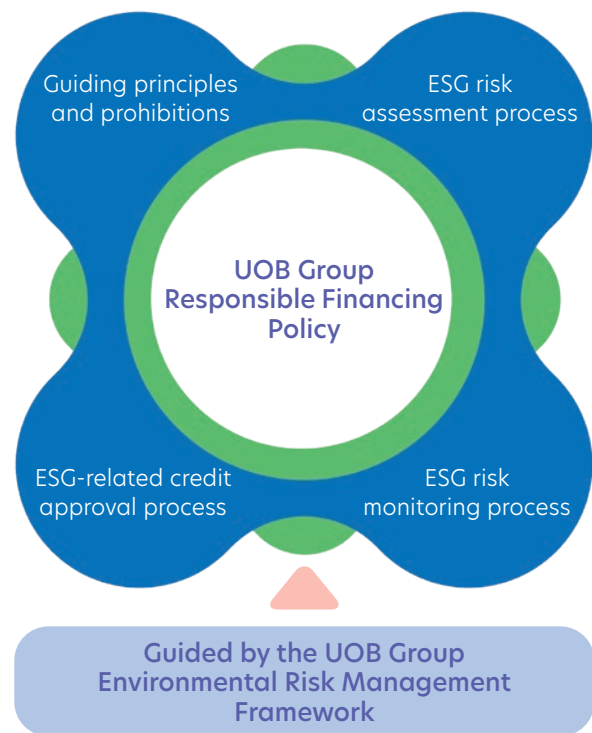 Guiding principles
and prohibitions
ESG risk
assessment process
UOB Group
Responsible Financing
Policy
ESG-related credit
approval process
ESG risk
monitoring process
Guided by the UOB Group
Environmental Risk Management
Framework